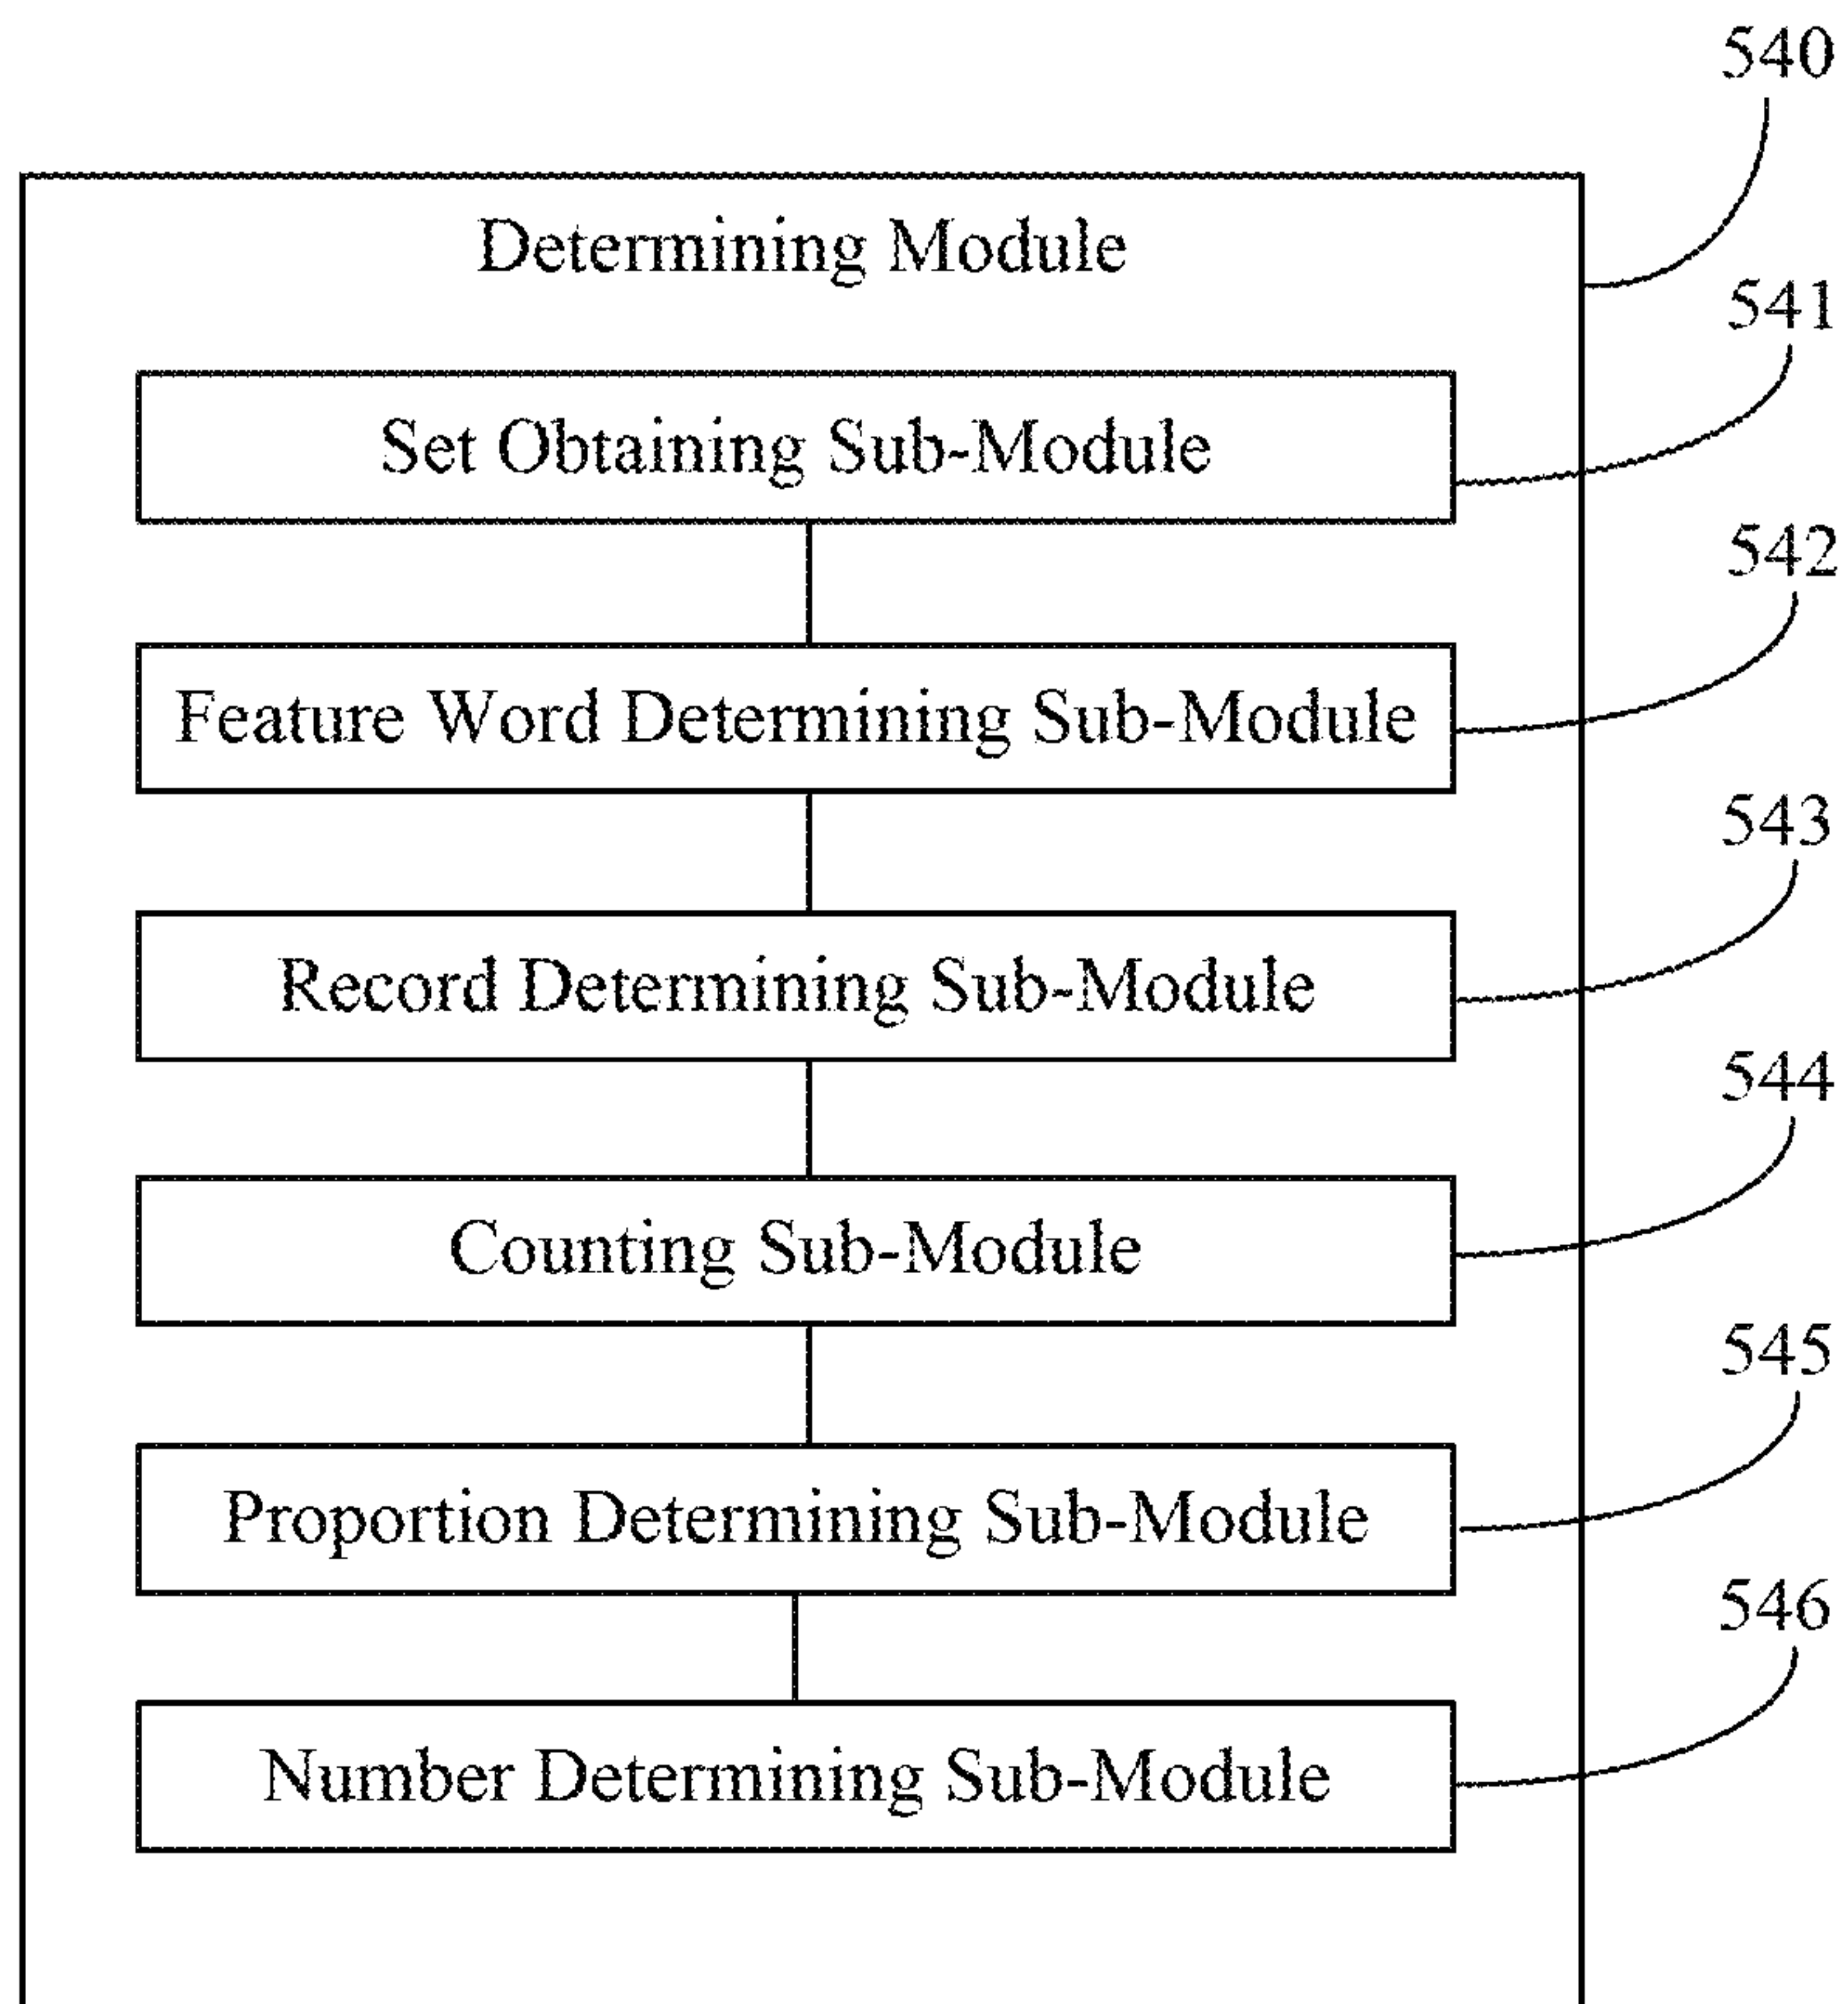 540
Determining Module
541
Set Obtaining Sub-Module
542
Feature Word Determining Sub-Module
543
Record Determining Sub-Module
544
Counting Sub-Module
545
Proportion Determining Sub-Module
546
Number Determining Sub-Module